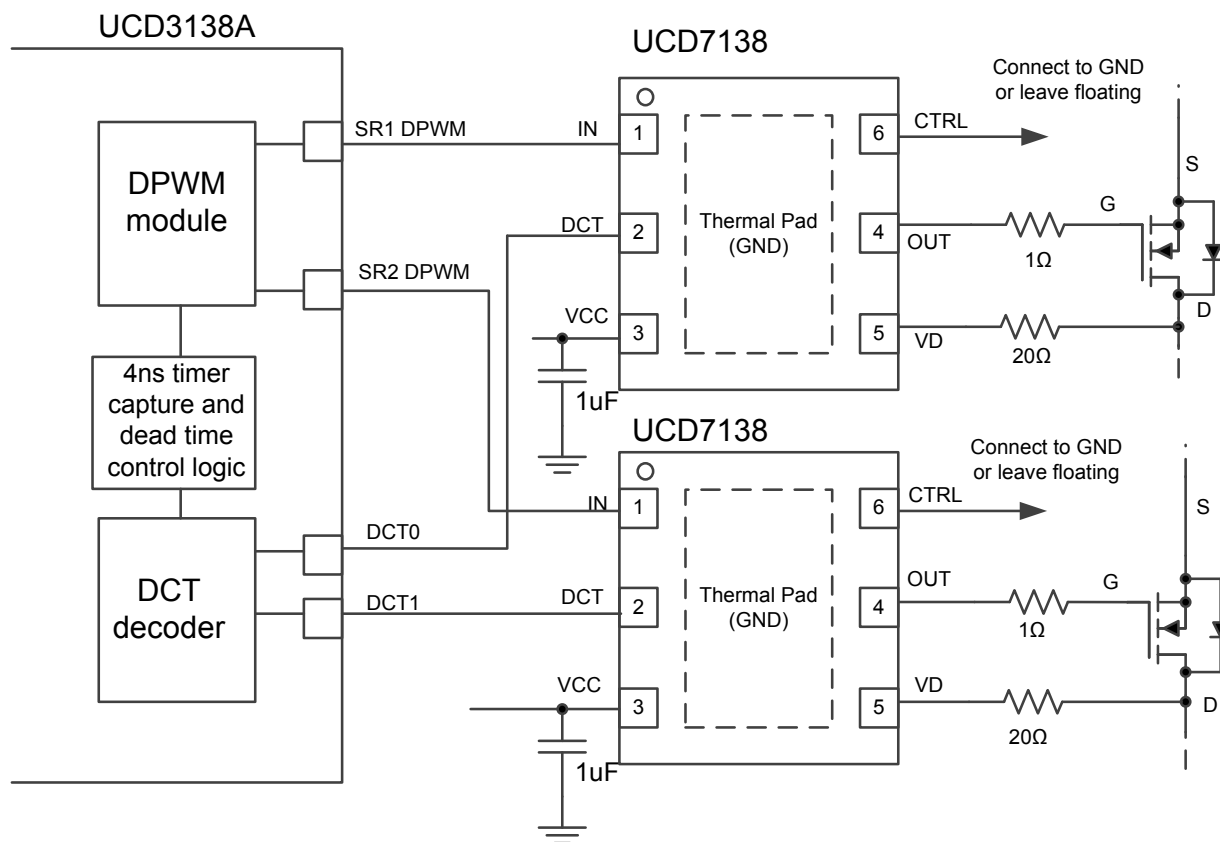 UCD3138A
DPWM
module
4ns timer
capture and
dead time
control logic
DCT
decoder
SR1 DPWM
SR2 DPWM
DCT0
DCT1
UCD7138
IN
1
DCT
2
VCC
3
1uF
Thermal Pad
(GND)
6
CTRL
4
OUT
5
VD
Connect to GND
or leave floating
1Ω
20Ω
G
S
D
UCD7138
IN
1
DCT
2
VCC
3
1uF
Thermal Pad
(GND)
6
CTRL
4
OUT
5
VD
Connect to GND
or leave floating
1Ω
20Ω
G
S
D